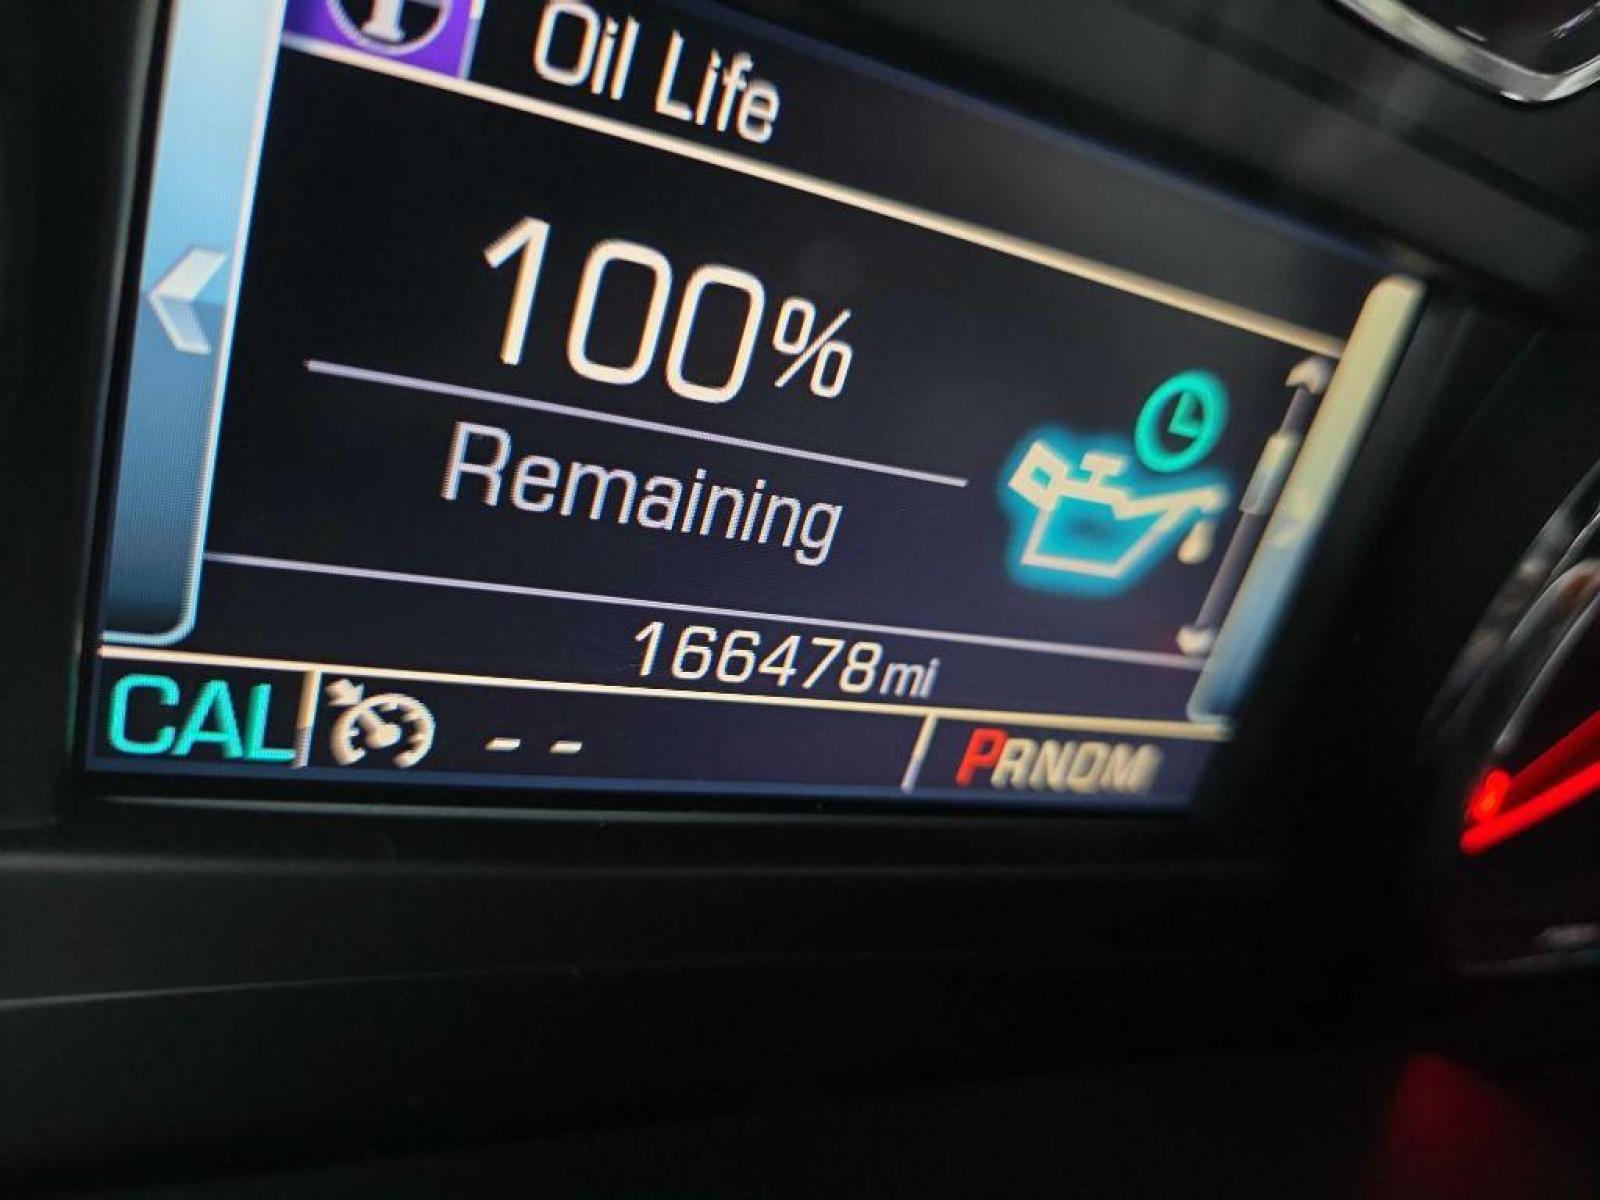 Oil Life
100%
Remaining
166478mi
CAL
- -
PRNDM